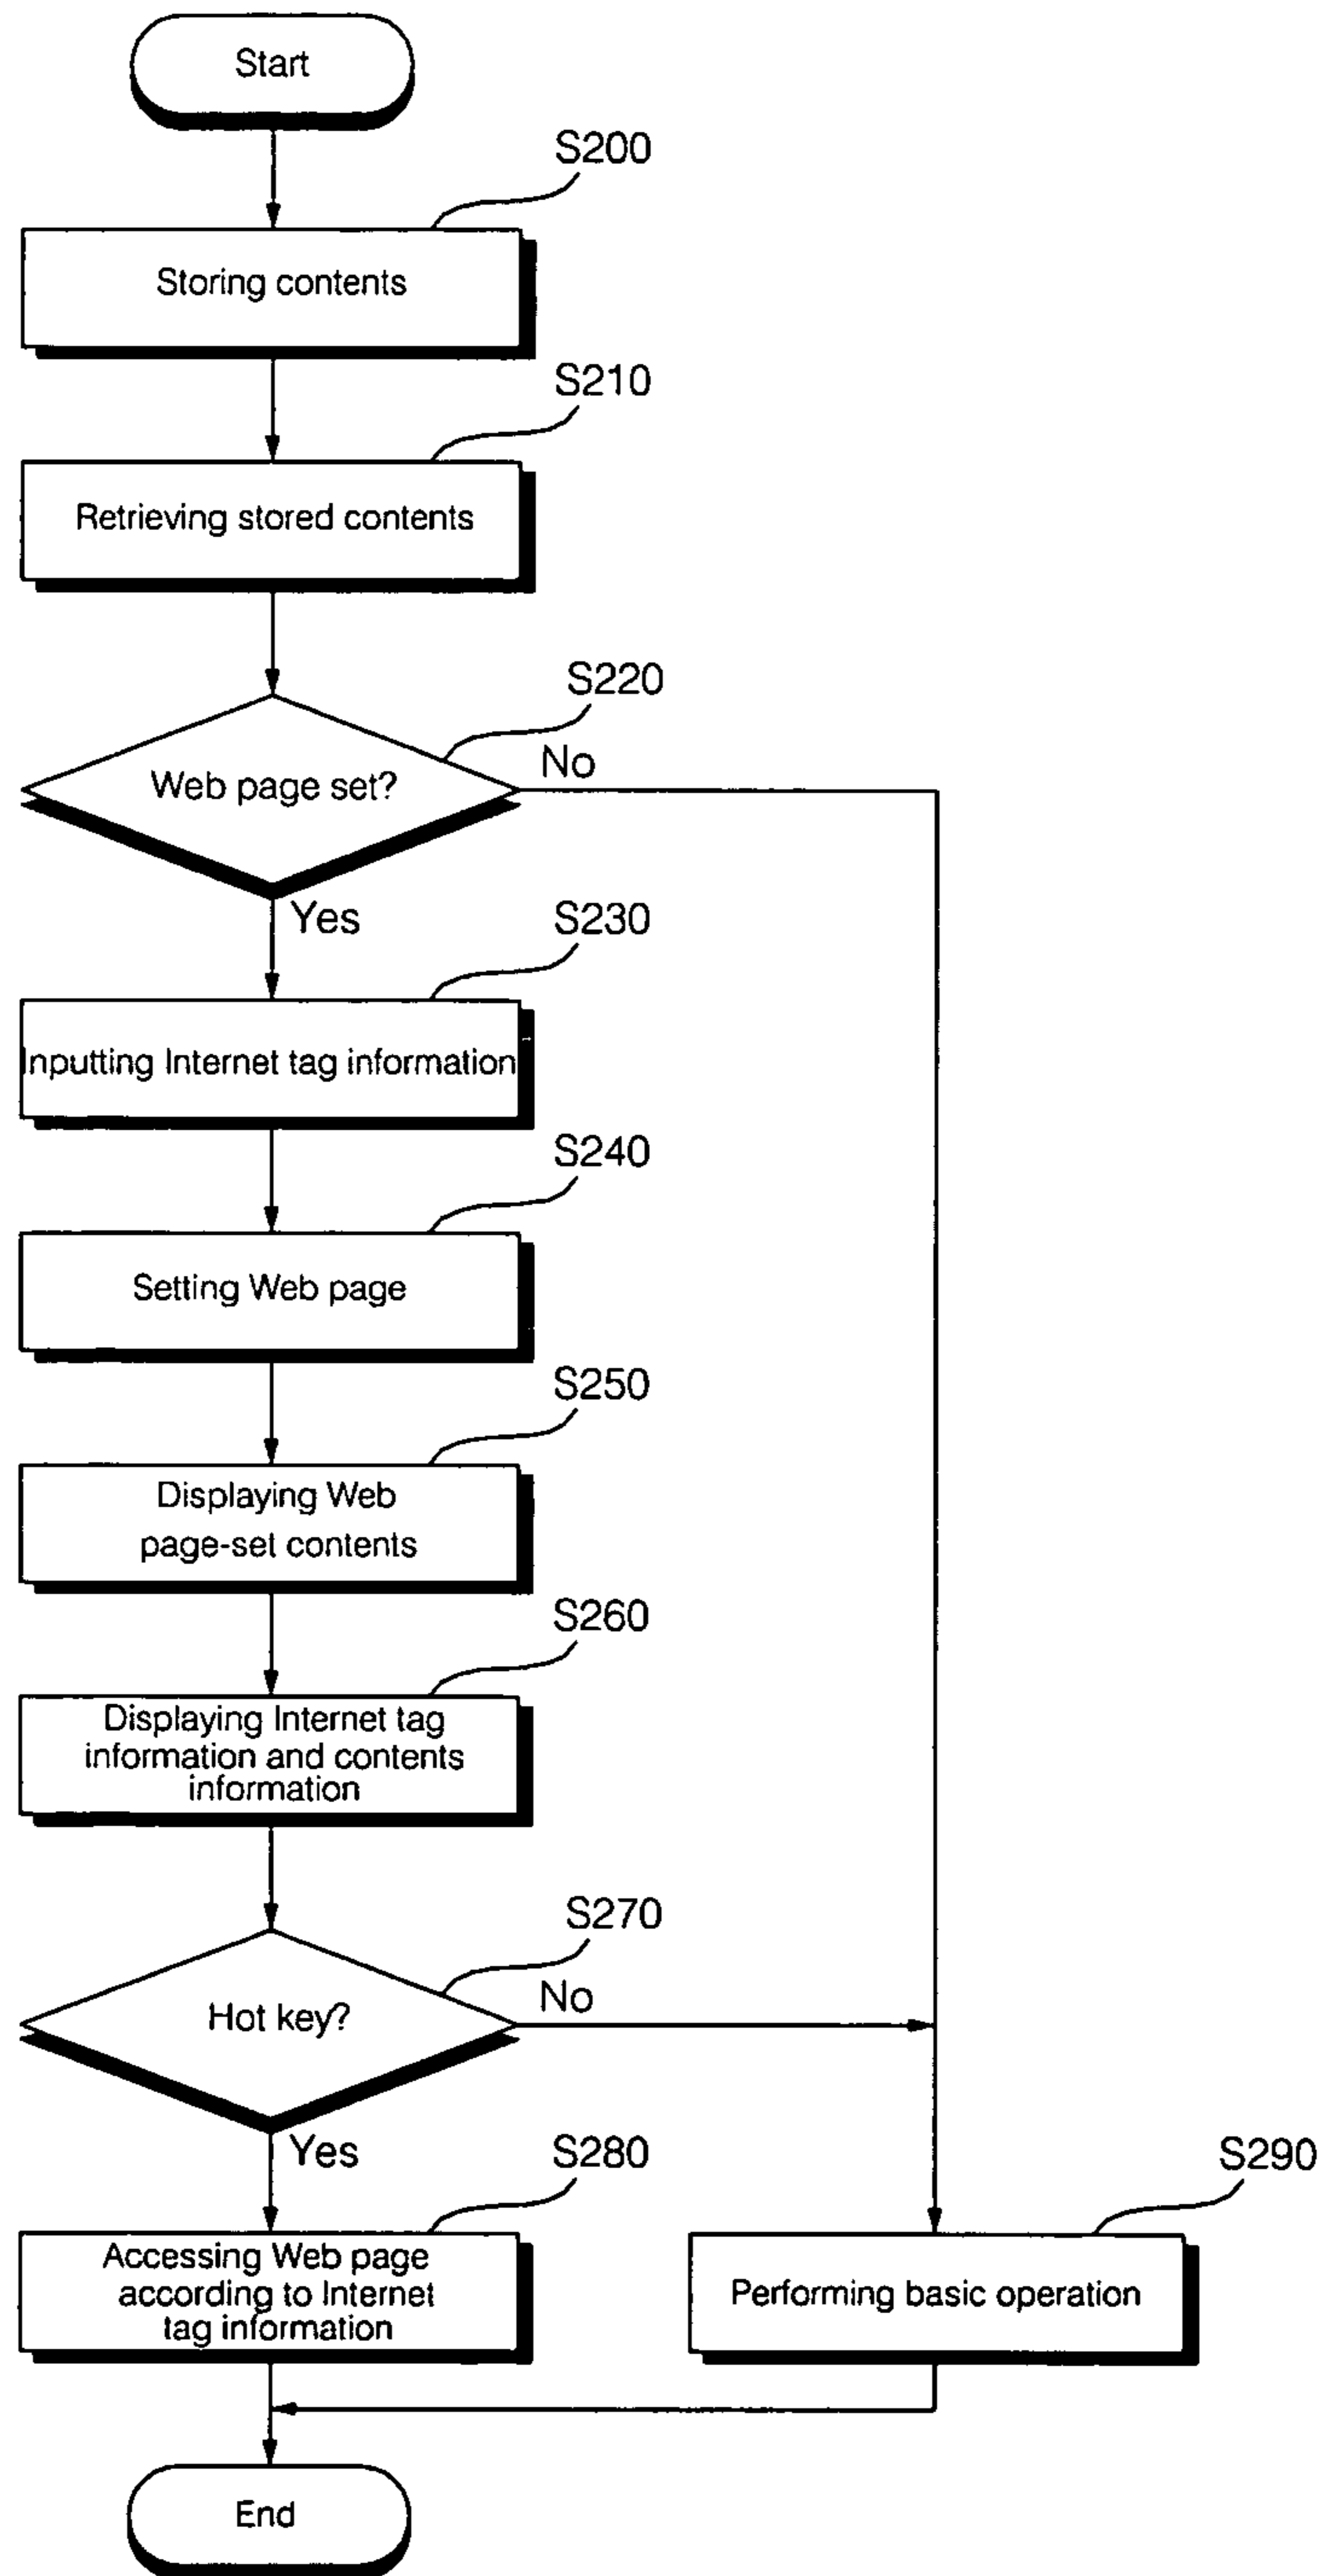 Start
S200
Storing contents
S210
Retrieving stored contents
S220
Web page set?
No
Yes
S230
Inputting Internet tag information
S240
Setting Web page
S250
Displaying Web
page-set contents
S260
Displaying Internet tag
information and contents
information
S270
Hot key?
No
Yes
S280
Accessing Web page
according to Internet
tag information
S290
Performing basic operation
End